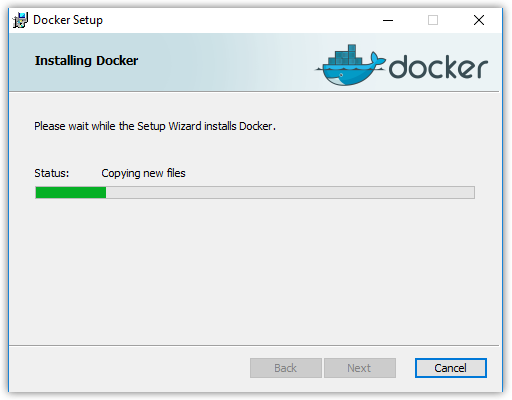 Docker Setup
Installing Docker
docker
Please wait while the Setup Wizard installs Docker.
Status: Copying new files
Back Next Cancel